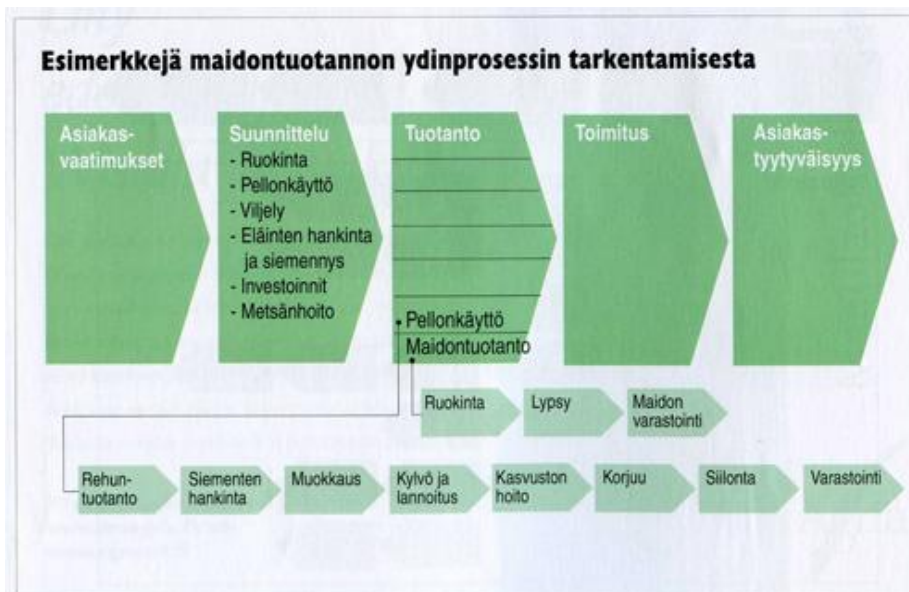 Esimerkkejä maidontuotannon ydinprosessin tarkentamisesta
Asiakas-
vaatimukset
Suunnittelu
- Ruokinta
- Pellonkäyttö
- Viljely
- Eläinten hankinta
ja siemennys
- Investoinnit
- Metsänhoito
Tuotanto
Pellonkäyttö
Maidontuotanto
Toimitus
Asiakas-
tyytyväisyys
Ruokinta
Lypsy
Maidon
varastointi
Rehun-
tuotanto
Siementen
hankinta
Muokkaus
Kylvö ja
lannoitus
Kasvuston
hoito
Korjuu
Siilonta
Varastointi